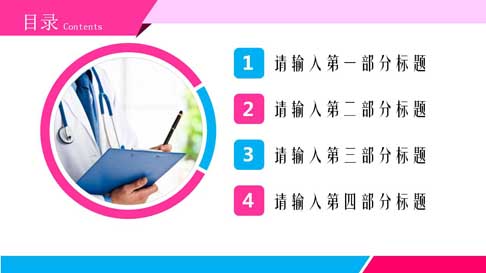 目录 Contents
1 请输入第一部分标题
2 请输入第二部分标题
3 请输入第三部分标题
4 请输入第四部分标题